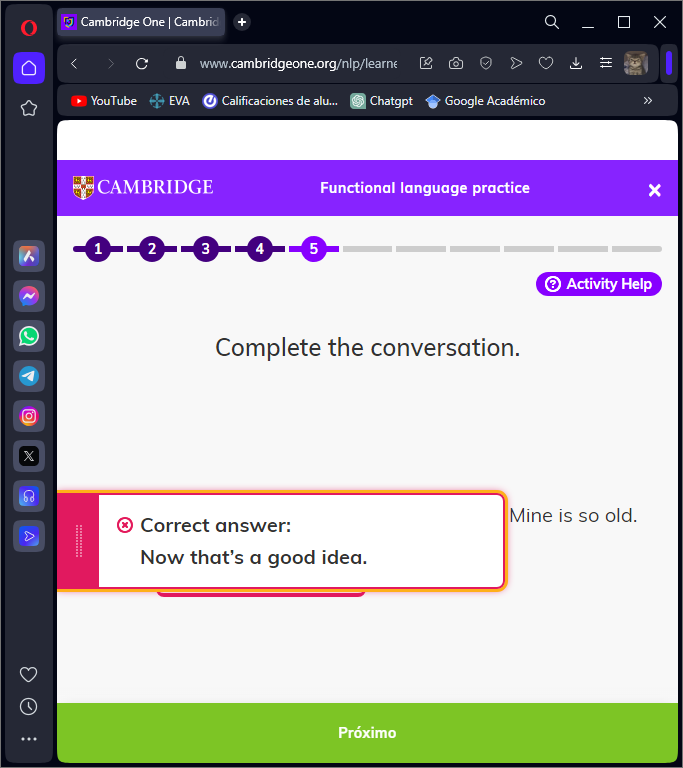 Cambridge One | Cambrid
www.cambridgeone.org/nlp/learne
YouTube
EVA
Calificaciones de alu...
Chatgpt
Google Académico
»
CAMBRIDGE
Functional language practice
1 2 3 4 5
Activity Help
Complete the conversation.
Mine is so old.
Correct answer:
Now that's a good idea.
Próximo